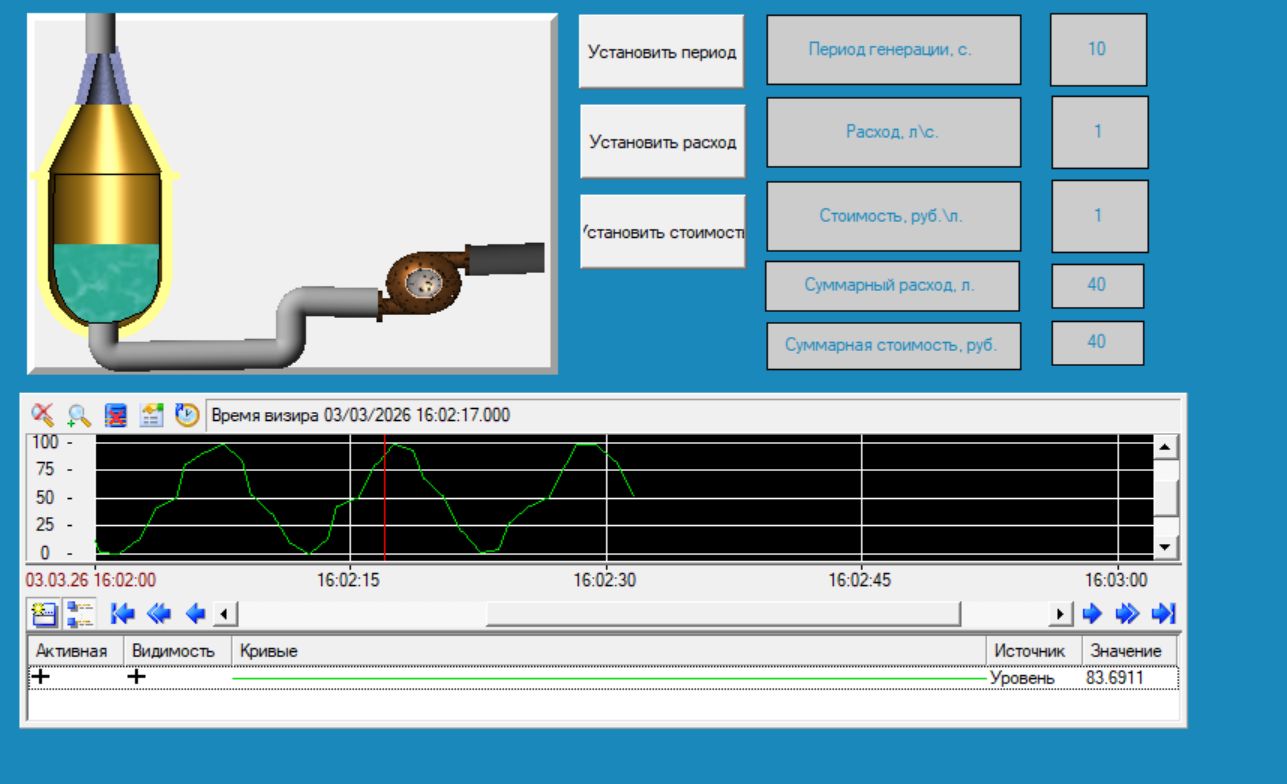 Установить период
Период генерации, с.
10
Установить расход
Расход, л\с.
1
Установить стоимость
Стоимость, руб.\л.
1
Суммарный расход, л.
40
Суммарная стоимость, руб.
40
Время визира 03/03/2026 16:02:17.000
100 -
75 -
50 -
25 -
0 -
03.03.26 16:02:00
16:02:15
16:02:30
16:02:45
16:03:00
Активная
Видимость
Кривые
Источник
Значение
Уровень
83.6911